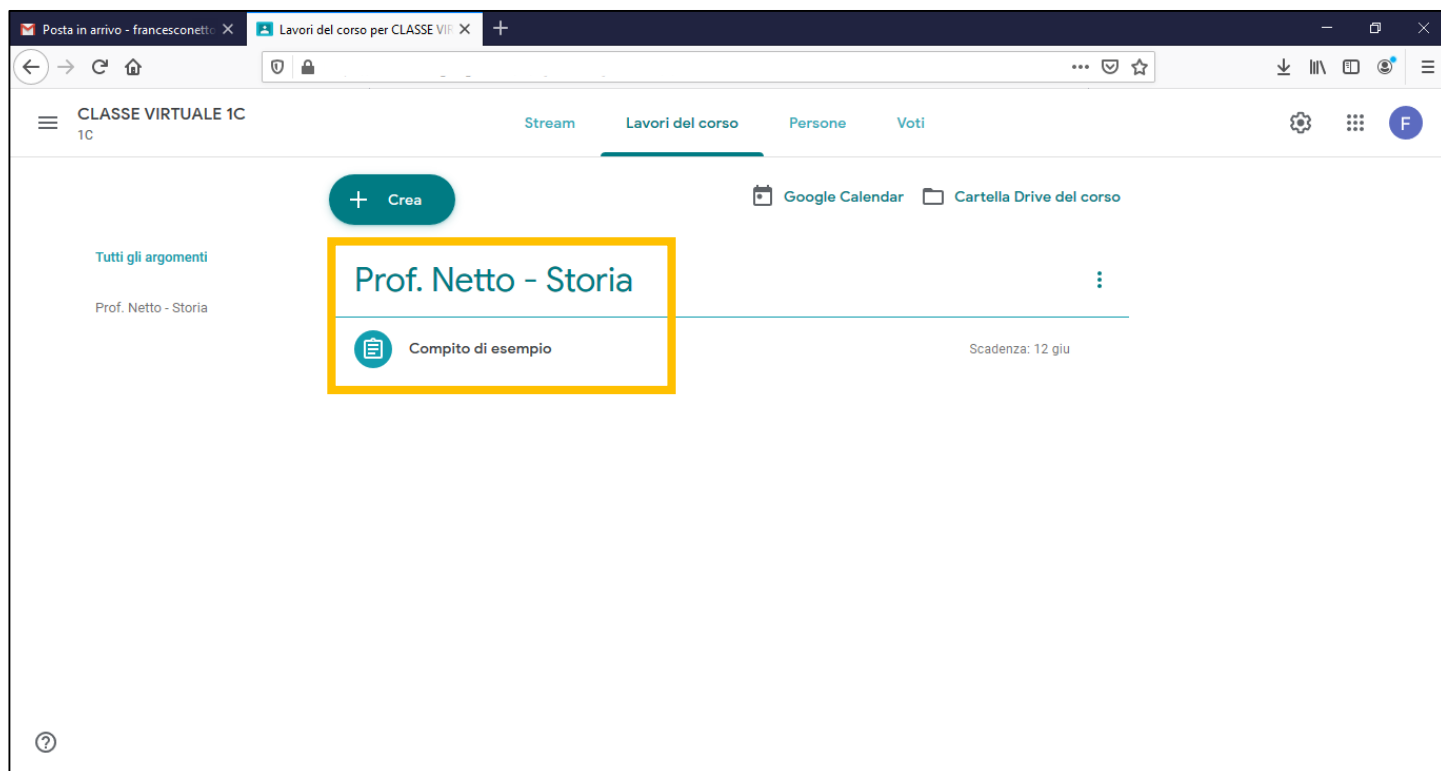 Posta in arrivo - francesconetto
Lavori del corso per CLASSE VIR
CLASSE VIRTUALE 1C
1C
Stream
Lavori del corso
Persone
Voti
F
+ Crea
Google Calendar
Cartella Drive del corso
Tutti gli argomenti
Prof. Netto - Storia
Prof. Netto - Storia
Compito di esempio
Scadenza: 12 giu